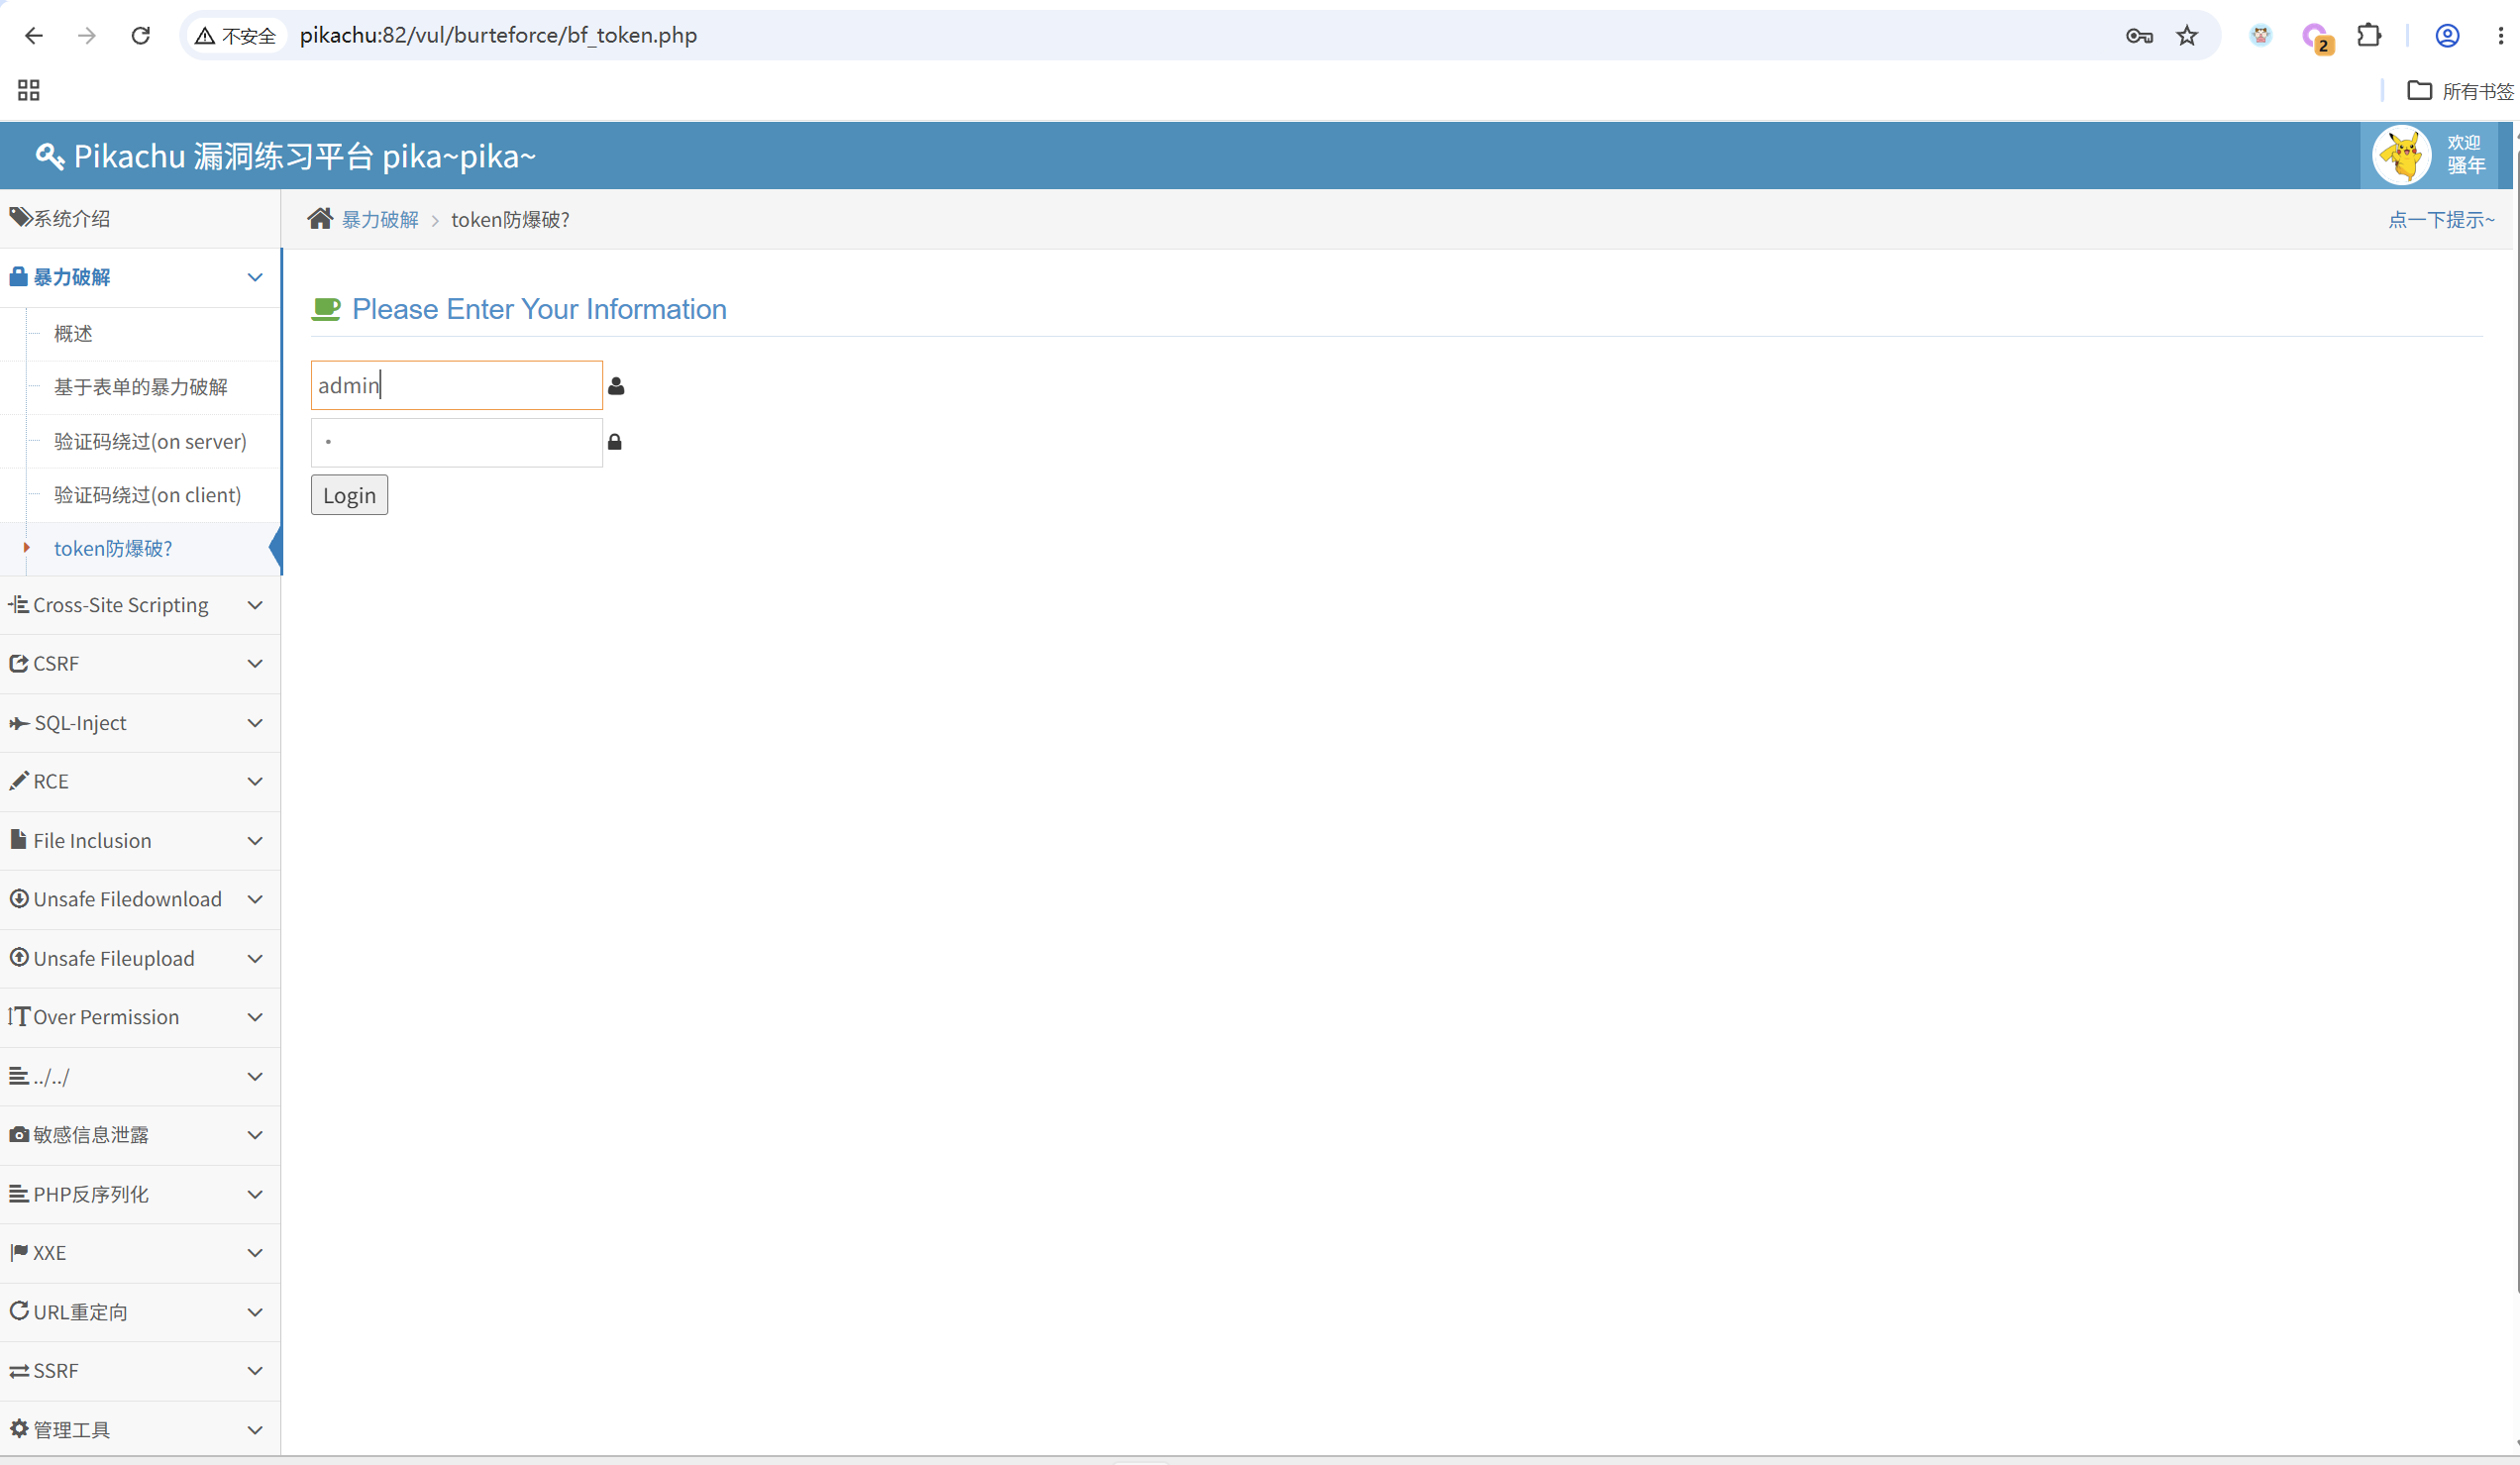 不安全 pikachu:82/vul/burteforce/bf_token.php
2
所有书签
Pikachu 漏洞练习平台 pika~pika~
欢迎
骚年
系统介绍
暴力破解 > token防爆破?
点一下提示~
暴力破解
概述
基于表单的暴力破解
验证码绕过(on server)
验证码绕过(on client)
token防爆破?
Cross-Site Scripting
CSRF
SQL-Inject
RCE
File Inclusion
Unsafe Filedownload
Unsafe Fileupload
Over Permission
../../
敏感信息泄露
PHP反序列化
XXE
URL重定向
SSRF
管理工具
Please Enter Your Information
admin
Login